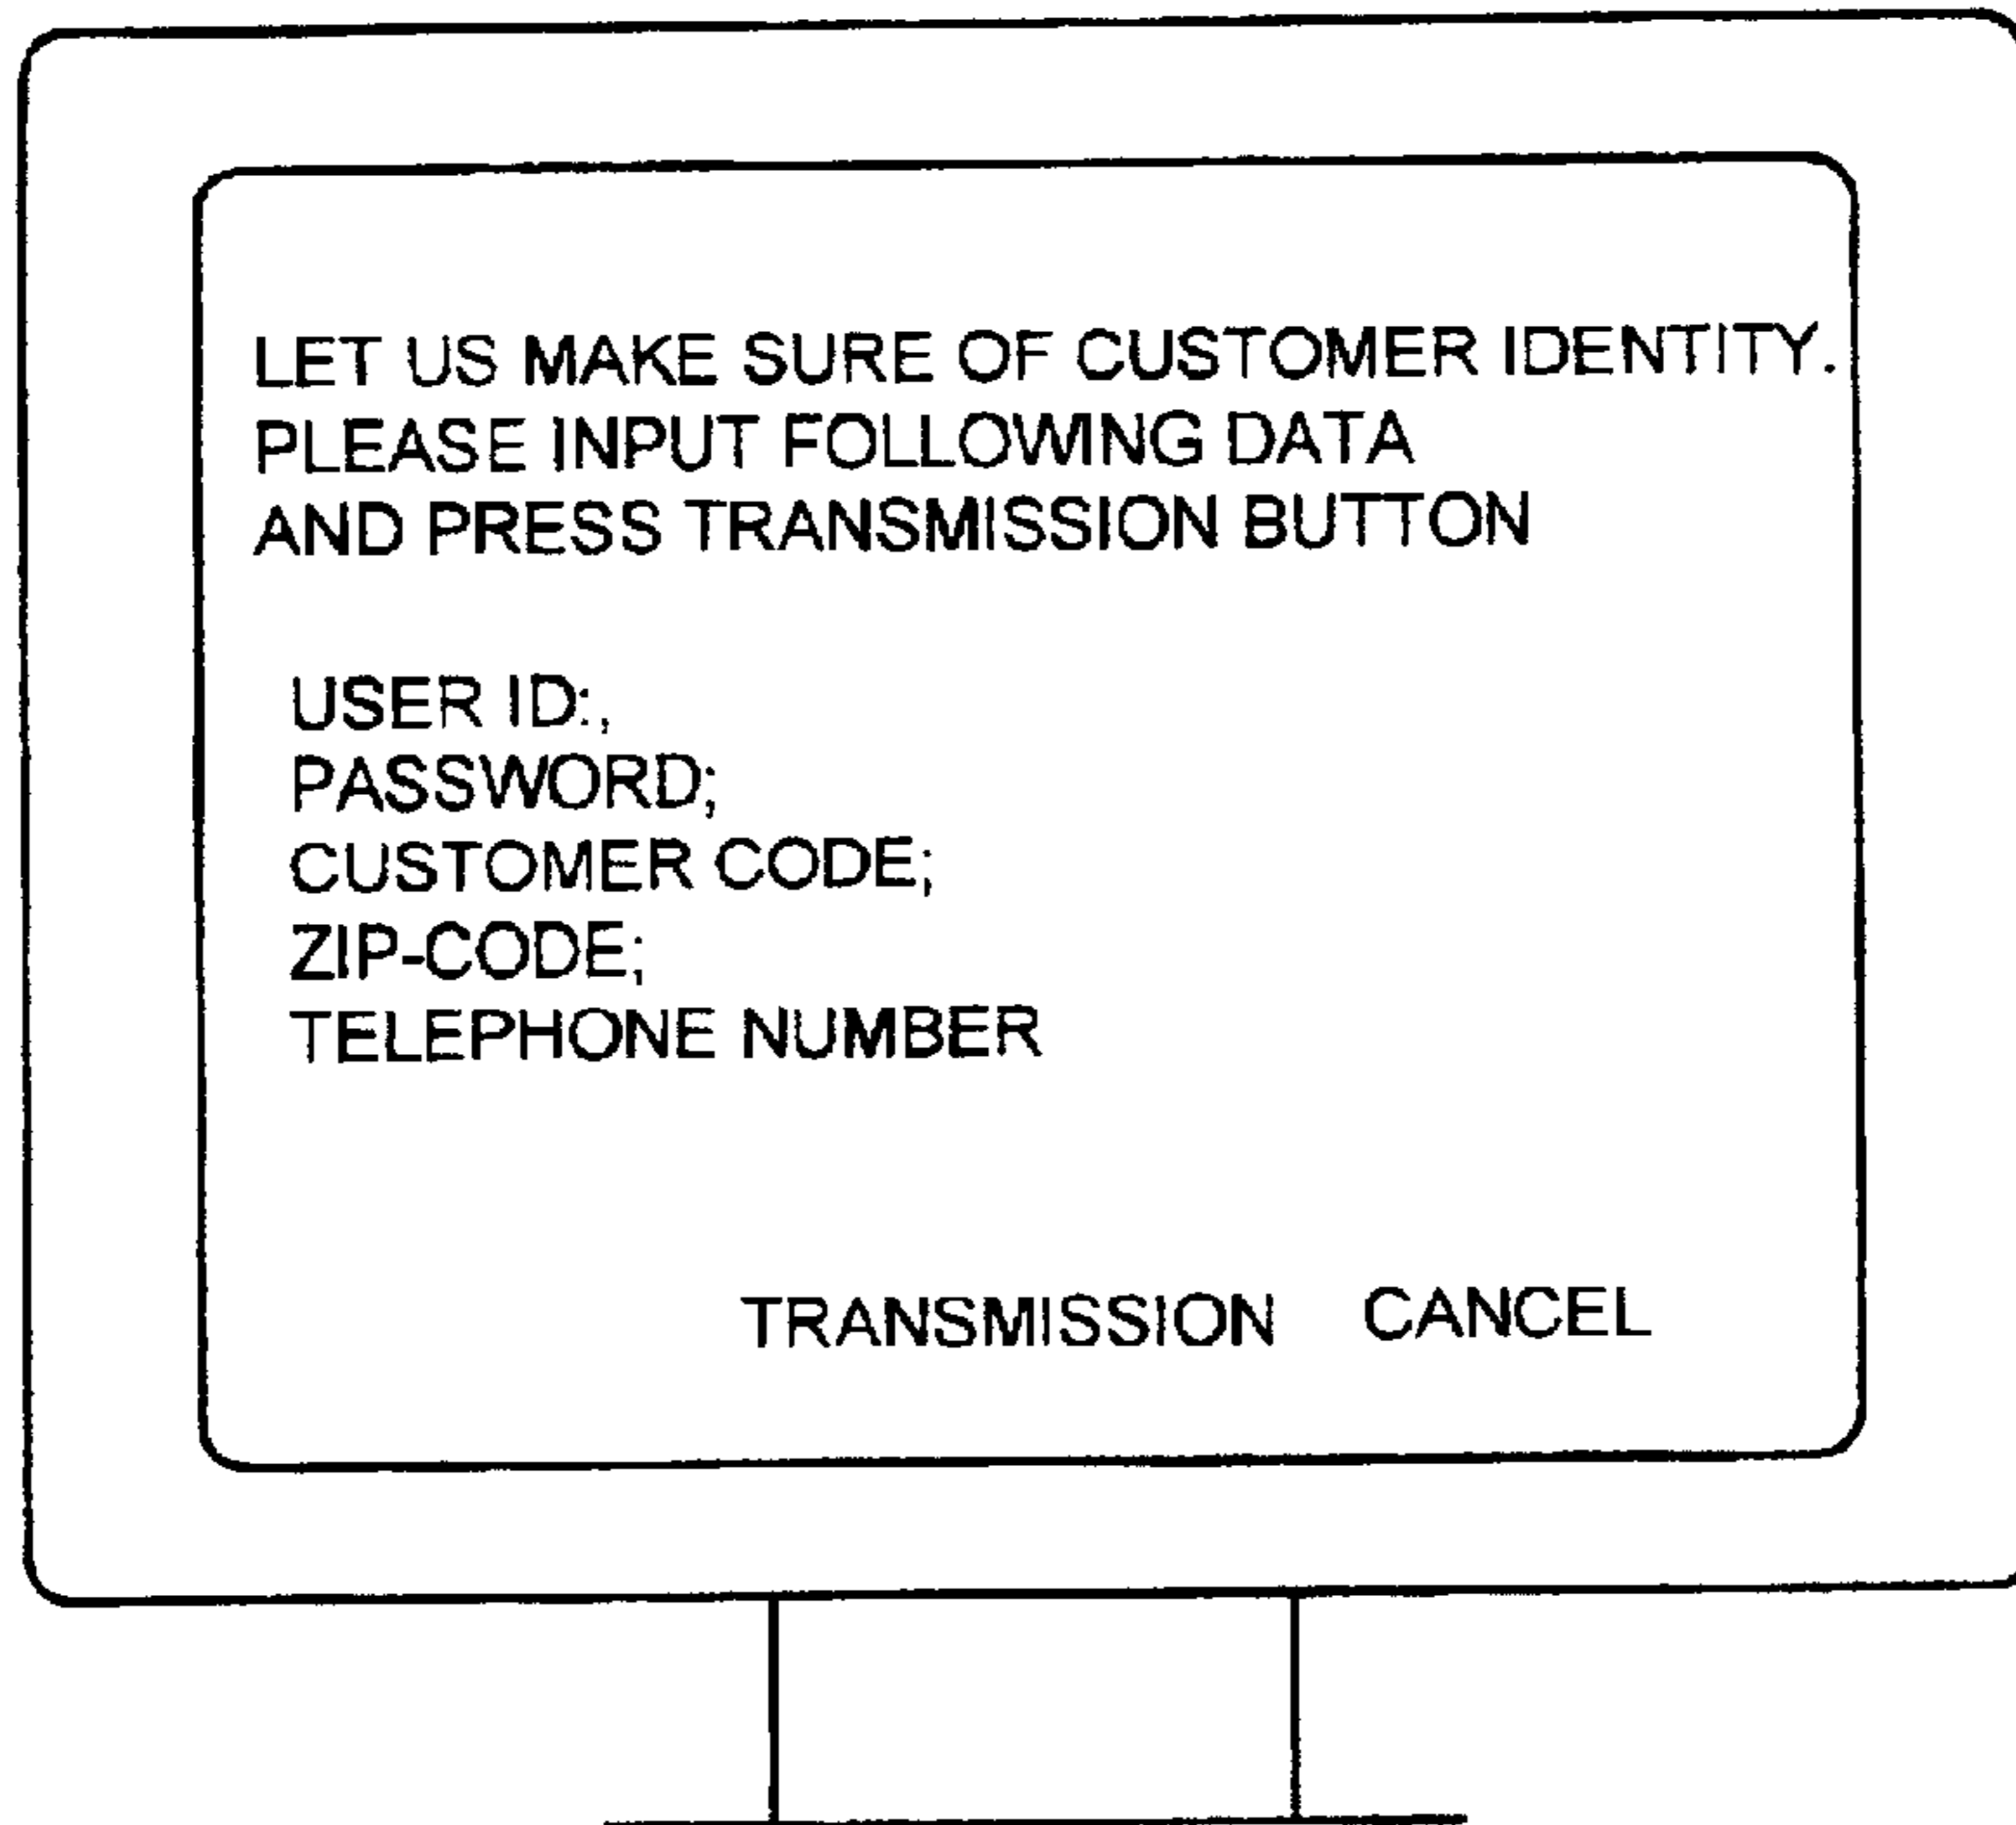 LET US MAKE SURE OF CUSTOMER IDENTITY.
PLEASE INPUT FOLLOWING DATA
AND PRESS TRANSMISSION BUTTON
USER ID:,
PASSWORD;
CUSTOMER CODE;
ZIP-CODE;
TELEPHONE NUMBER
TRANSMISSION CANCEL